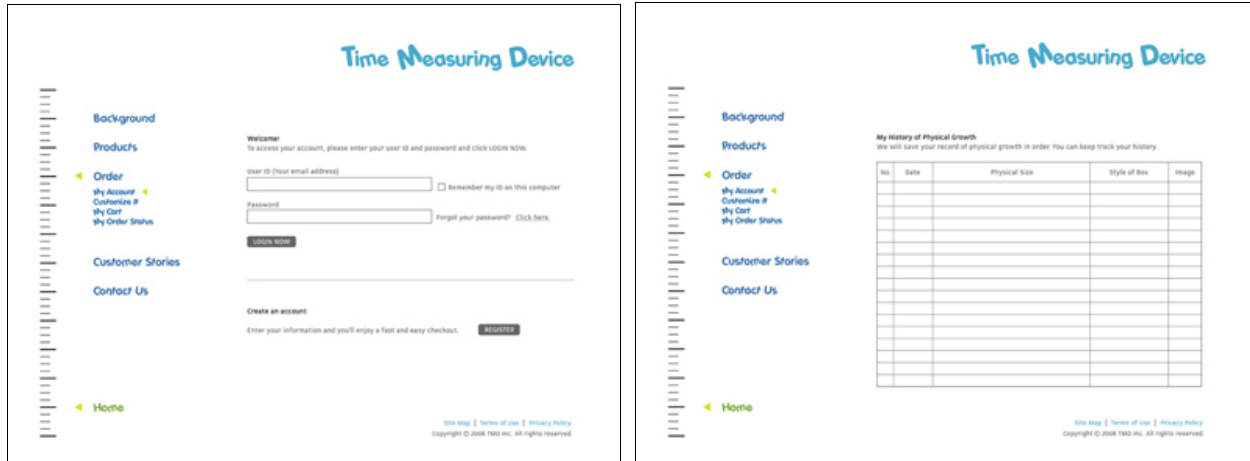 Time Measuring Device
Background
Products
Order
My Account
Customize it
My Cart
My Order Status
Customer Stories
Contact Us
Home
Welcome!
To access your account, please enter your user ID and password and click LOGIN NOW.
User ID (Your email address)
Remember my ID on this computer
Password
Forgot your password? Click here.
LOGIN NOW
Create an account
Enter your information and you'll enjoy a fast and easy checkout. REGISTER
Site Map | Terms of Use | Privacy Policy
Copyright © 2008 TMD Inc. All rights reserved.
Time Measuring Device
Background
Products
Order
My Account
Customize it
My Cart
My Order Status
Customer Stories
Contact Us
Home
My History of Physical Growth
We will save your record of physical growth in order. You can keep track your history.
No. Date Physical Size Style of Box Image
Site Map | Terms of Use | Privacy Policy
Copyright © 2008 TMD Inc. All rights reserved.